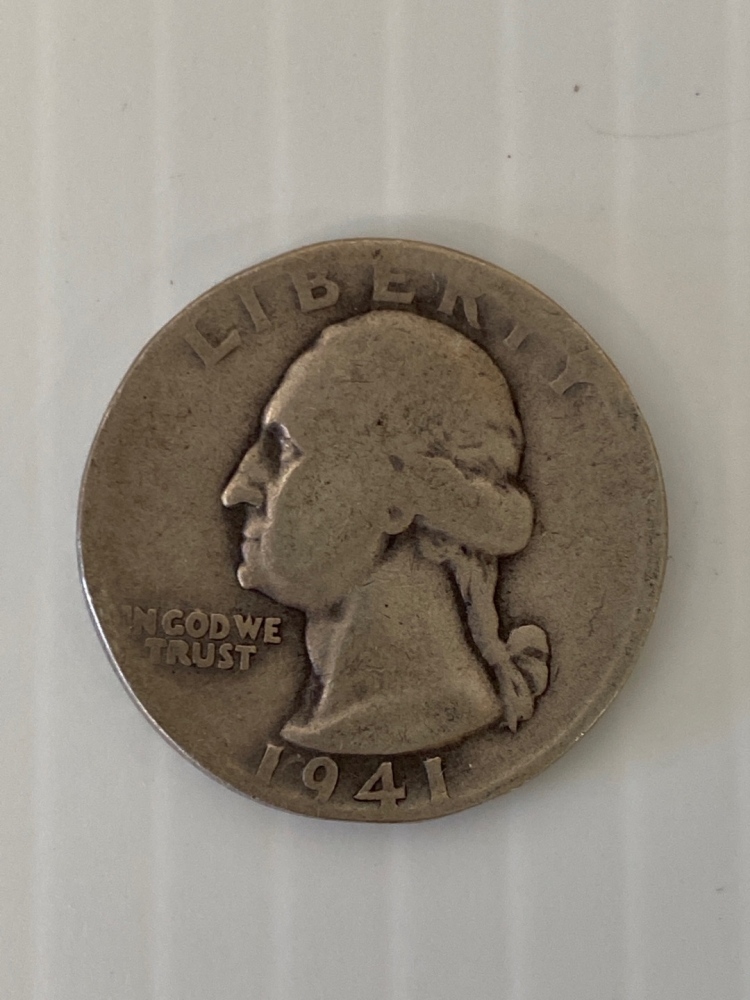 LIBERTY
IN GOD WE
TRUST
1941